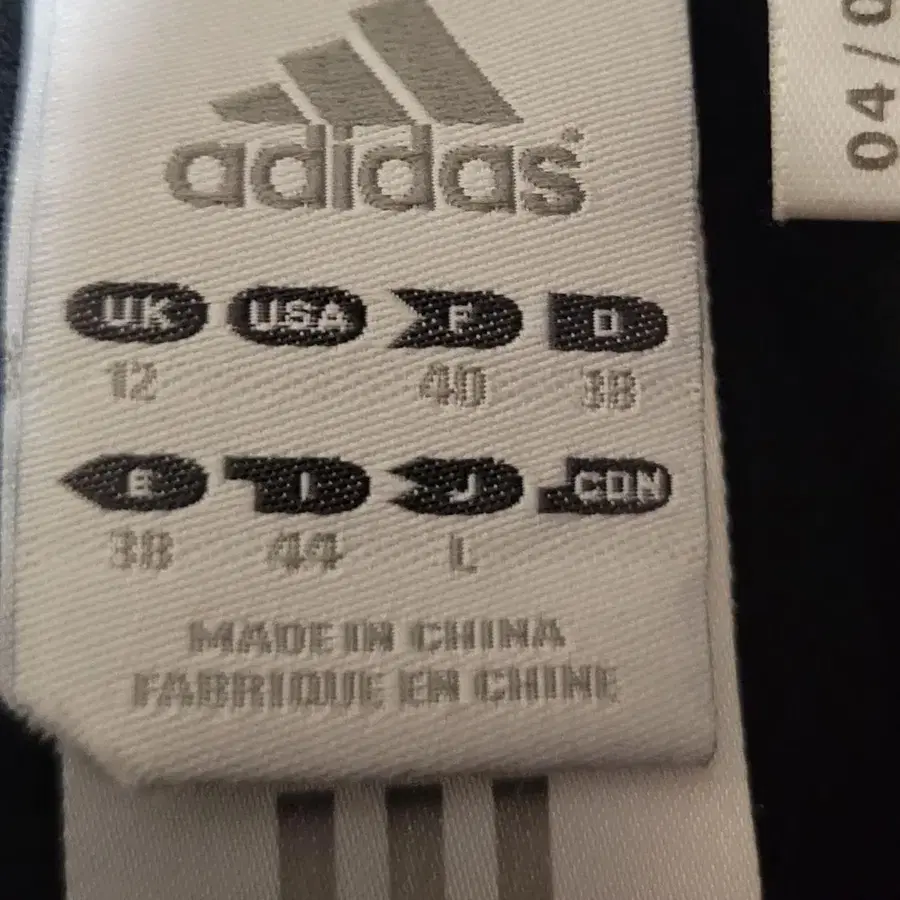 adidas
UK USA F D
12 40 38
E I J CDN
38 44 L
MADE IN CHINA
FABRIQUE EN CHINE
04/0